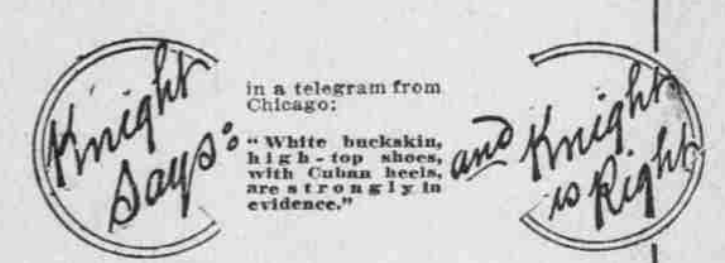 Knight
Says:
in a telegram from
Chicago:
"White buckskin,
high-top shoes,
with Cuban heels,
are strongly in
evidence."
and Knight
is Right